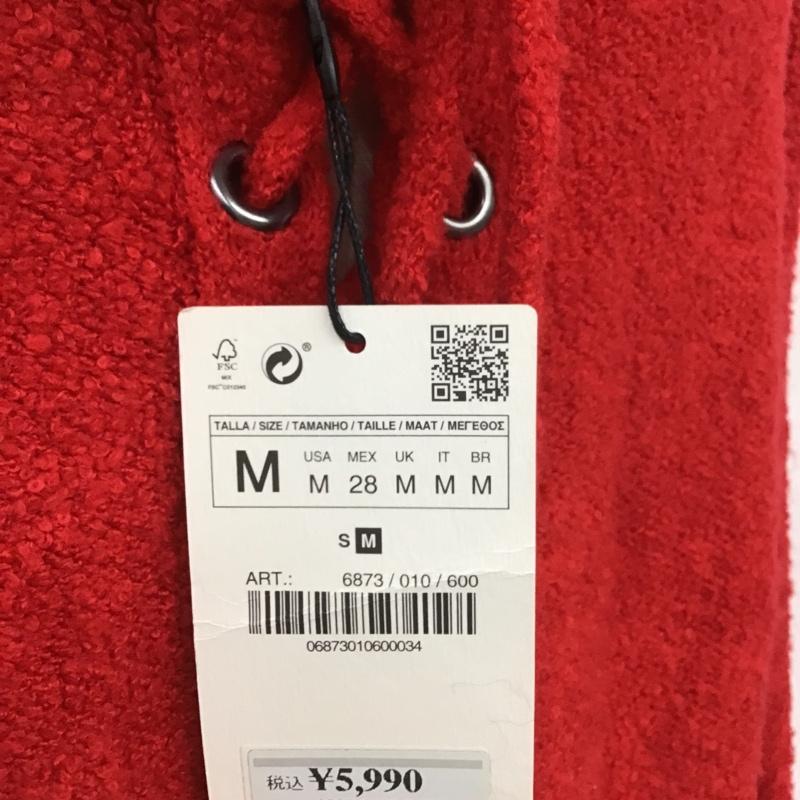 FSC
MIX
®
TALLA / SIZE / TAMANHO / TAILLE / MAAT / ΜΕΓΕΘΟΣ
M
USA MEX UK IT BR
M 28 M M M
S M
ART.: 6873 / 010 / 600
06873010600034
税込 ¥5,990